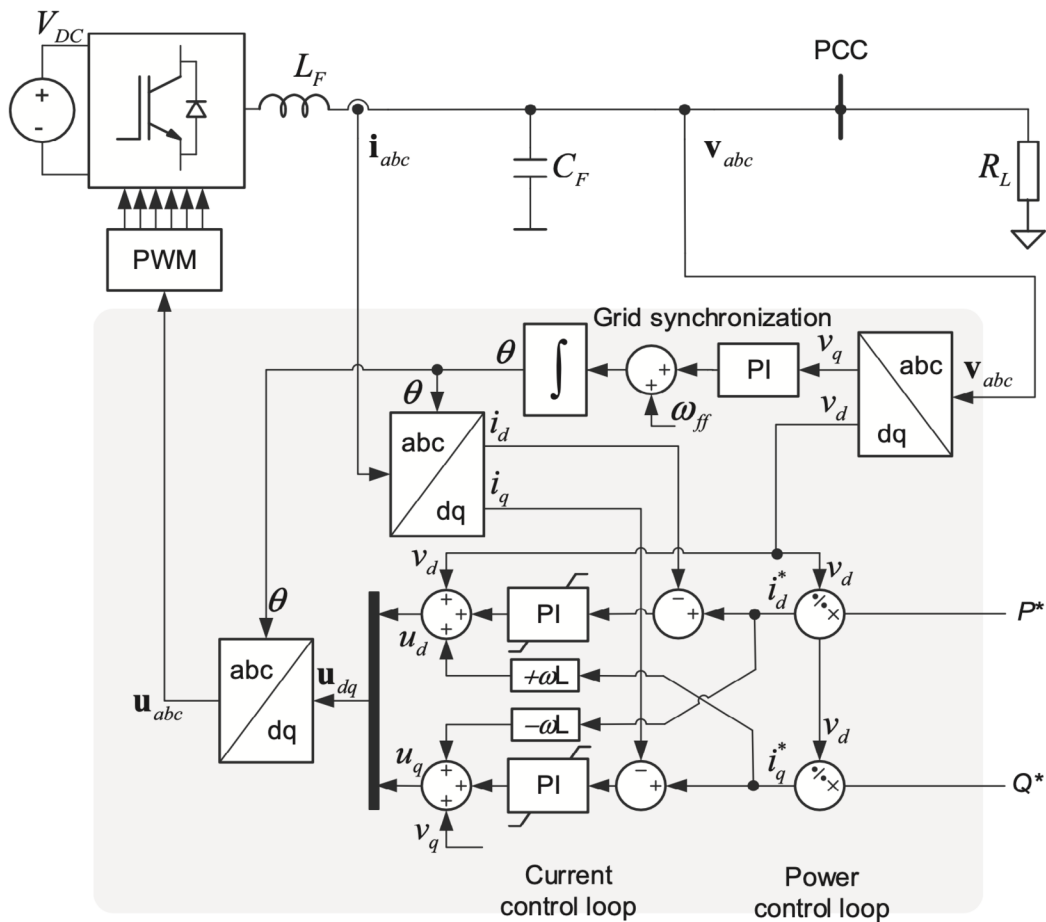 V_DC
L_F
PCC
i_abc
C_F
v_abc
R_L
+
-
PWM
Grid synchronization
θ
∫
+
+
ω_ff
PI
v_q
v_d
abc
dq
v_abc
θ
abc
dq
i_d
i_q
v_d
+
+
+
u_d
PI
−
+
i_d^*
v_d
%
×
P*
+ωL
θ
abc
dq
u_abc
u_dq
−ωL
v_d
u_q
+
+
+
v_q
PI
−
+
i_q^*
%
×
Q*
Current
control loop
Power
control loop